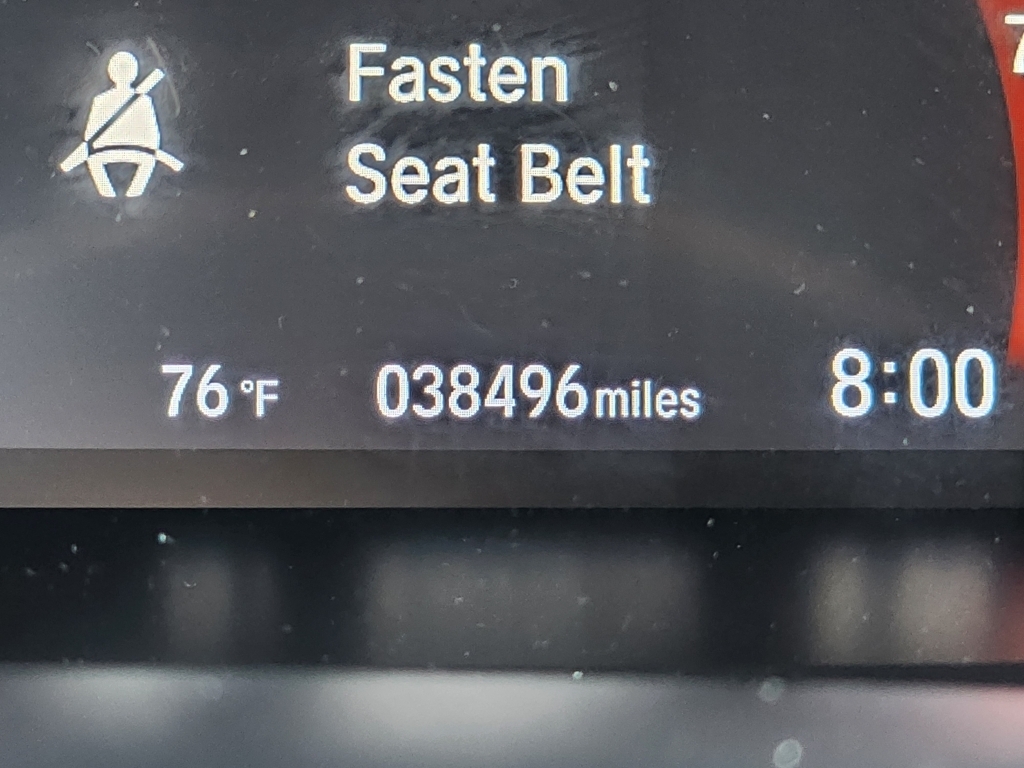 Fasten
Seat Belt
76 °F 038496 miles 8:00